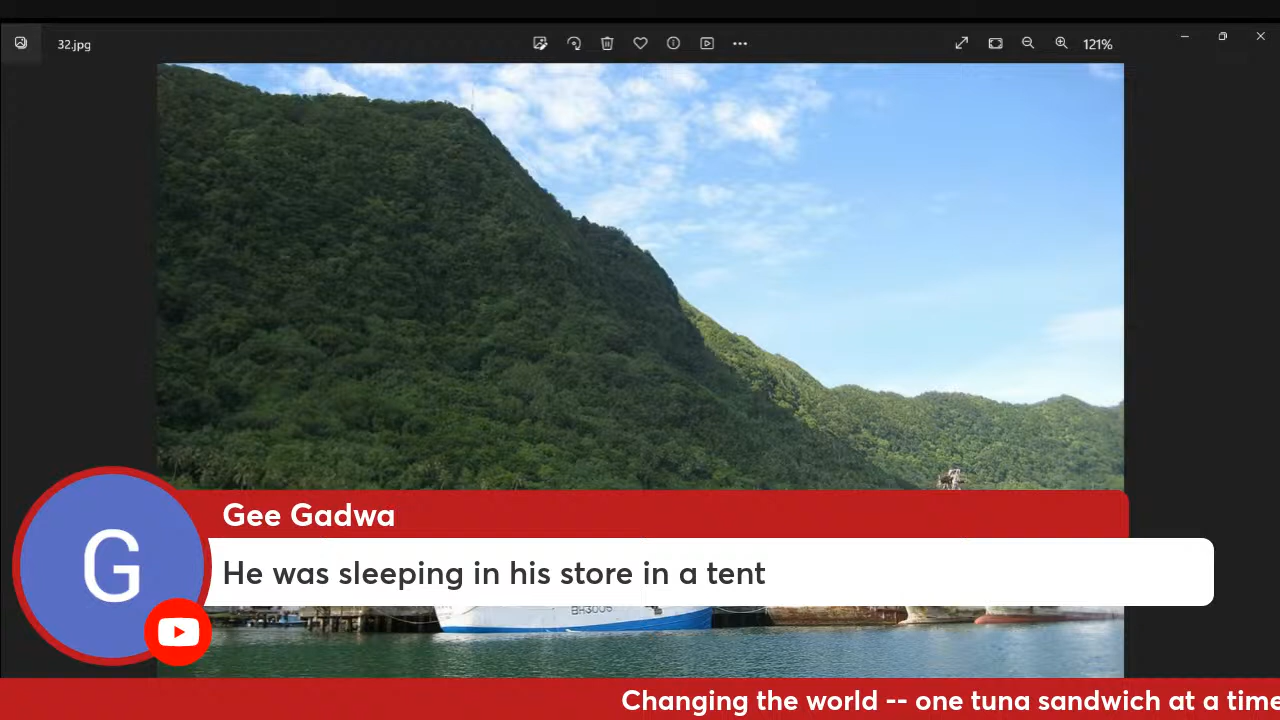 32.jpg
121%
Gee Gadwa
G
He was sleeping in his store in a tent
BH3006
Changing the world -- one tuna sandwich at a time